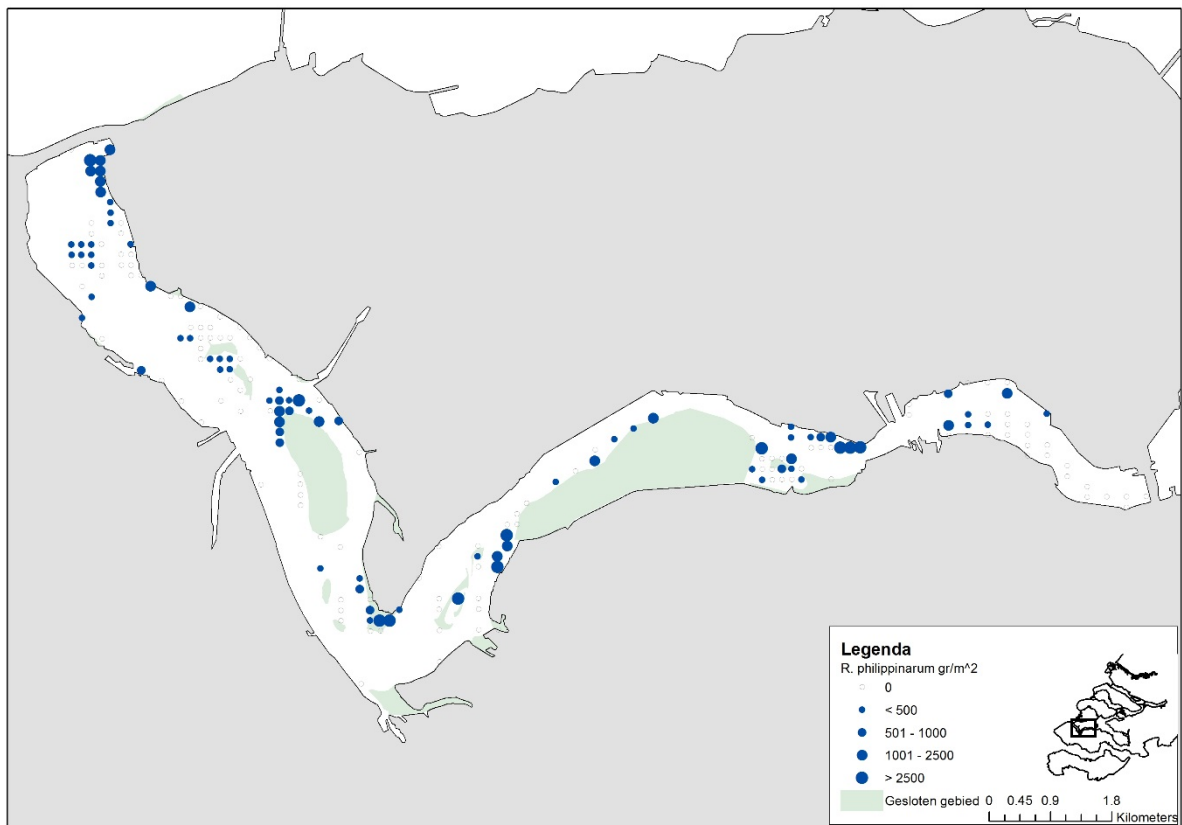 Legenda
R. philippinarum gr/m^2
0
< 500
501 - 1000
1001 - 2500
> 2500
Gesloten gebied
0 0.45 0.9 1.8
Kilometers